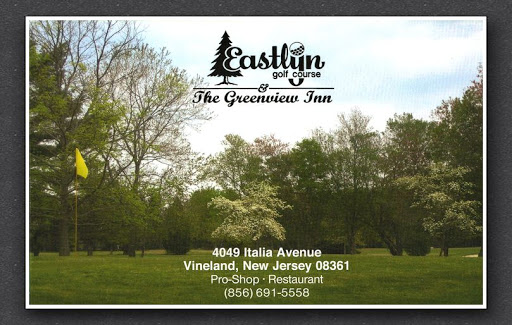 Eastlyn
golf course
&
The Greenview Inn
4049 Italia Avenue
Vineland, New Jersey 08361
Pro-Shop · Restaurant
(856) 691-5558